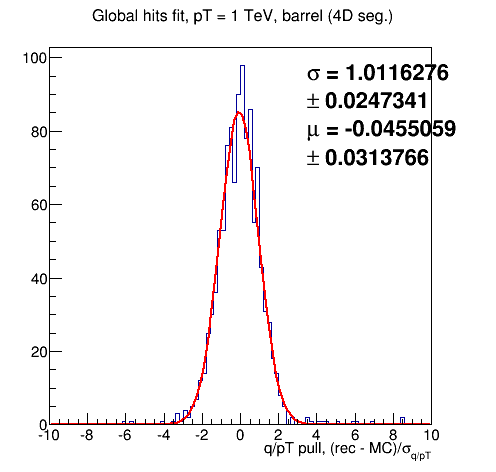 Global hits fit, pT = 1 TeV, barrel (4D seg.)
σ = 1.0116276
± 0.0247341
μ = -0.0455059
± 0.0313766
100
80
60
40
20
0
-10 -8 -6 -4 -2 0 2 4 6 8 10
q/pT pull, (rec - MC)/σq/pT